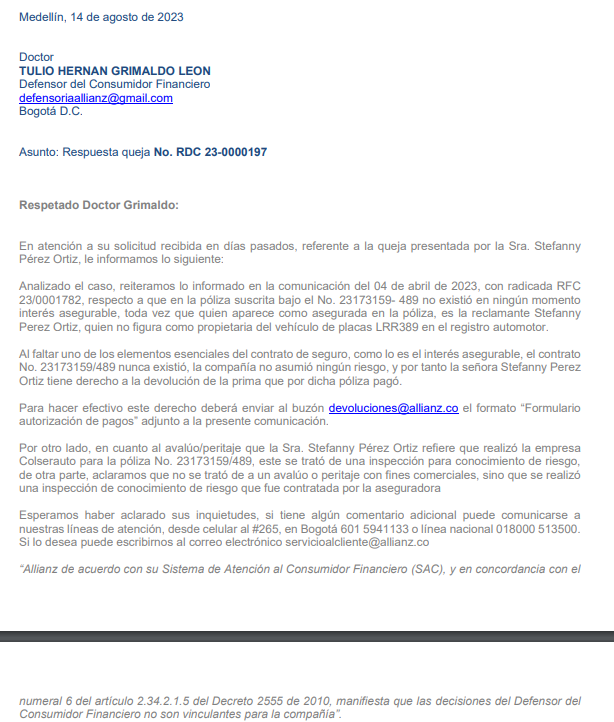 Medellín, 14 de agosto de 2023
Doctor
TULIO HERNAN GRIMALDO LEON
Defensor del Consumidor Financiero
defensoriaallianz@gmail.com
Bogotá D.C.
Asunto: Respuesta queja No. RDC 23-0000197
Respetado Doctor Grimaldo:
En atención a su solicitud recibida en días pasados, referente a la queja presentada por la Sra. Stefanny
Pérez Ortiz, le informamos lo siguiente:
Analizado el caso, reiteramos lo informado en la comunicación del 04 de abril de 2023, con radicada RFC
23/0001782, respecto a que en la póliza suscrita bajo el No. 23173159- 489 no existió en ningún momento
interés asegurable, toda vez que quien aparece como asegurada en la póliza, es la reclamante Stefanny
Perez Ortiz, quien no figura como propietaria del vehículo de placas LRR389 en el registro automotor.
Al faltar uno de los elementos esenciales del contrato de seguro, como lo es el interés asegurable, el contrato
No. 23173159/489 nunca existió, la compañía no asumió ningún riesgo, y por tanto la señora Stefanny Perez
Ortiz tiene derecho a la devolución de la prima que por dicha póliza pagó.
Para hacer efectivo este derecho deberá enviar al buzón devoluciones@allianz.co el formato “Formulario
autorización de pagos” adjunto a la presente comunicación.
Por otro lado, en cuanto al avalúo/peritaje que la Sra. Stefanny Pérez Ortiz refiere que realizó la empresa
Colserauto para la póliza No. 23173159/489, este se trató de una inspección para conocimiento de riesgo,
de otra parte, aclaramos que no se trató de a un avalúo o peritaje con fines comerciales, sino que se realizó
una inspección de conocimiento de riesgo que fue contratada por la aseguradora
Esperamos haber aclarado sus inquietudes, si tiene algún comentario adicional puede comunicarse a
nuestras líneas de atención, desde celular al #265, en Bogotá 601 5941133 o línea nacional 018000 513500.
Si lo desea puede escribirnos al correo electrónico servicioalcliente@allianz.co
“Allianz de acuerdo con su Sistema de Atención al Consumidor Financiero (SAC), y en concordancia con el
numeral 6 del artículo 2.34.2.1.5 del Decreto 2555 de 2010, manifiesta que las decisiones del Defensor del
Consumidor Financiero no son vinculantes para la compañía”.